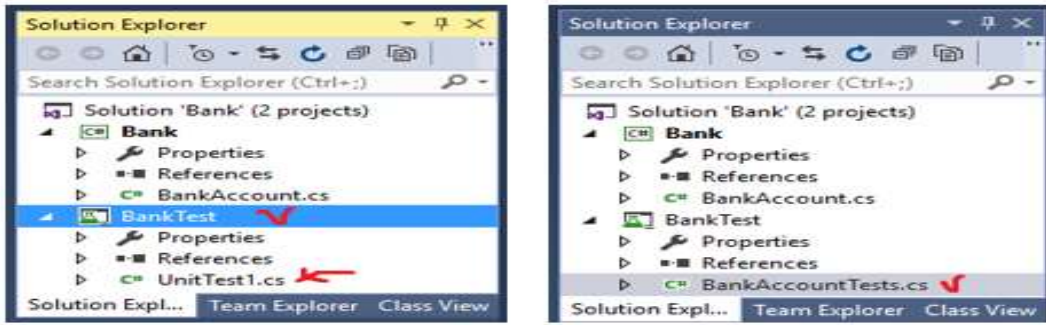 Solution Explorer
Search Solution Explorer (Ctrl+;)
Solution 'Bank' (2 projects)
C# Bank
Properties
References
C# BankAccount.cs
BankTest
Properties
References
C# UnitTest1.cs
Solution Expl... Team Explorer Class View
Solution Explorer
Search Solution Explorer (Ctrl+;)
Solution 'Bank' (2 projects)
C# Bank
Properties
References
C# BankAccount.cs
BankTest
Properties
References
C# BankAccountTests.cs
Solution Expl... Team Explorer Class View